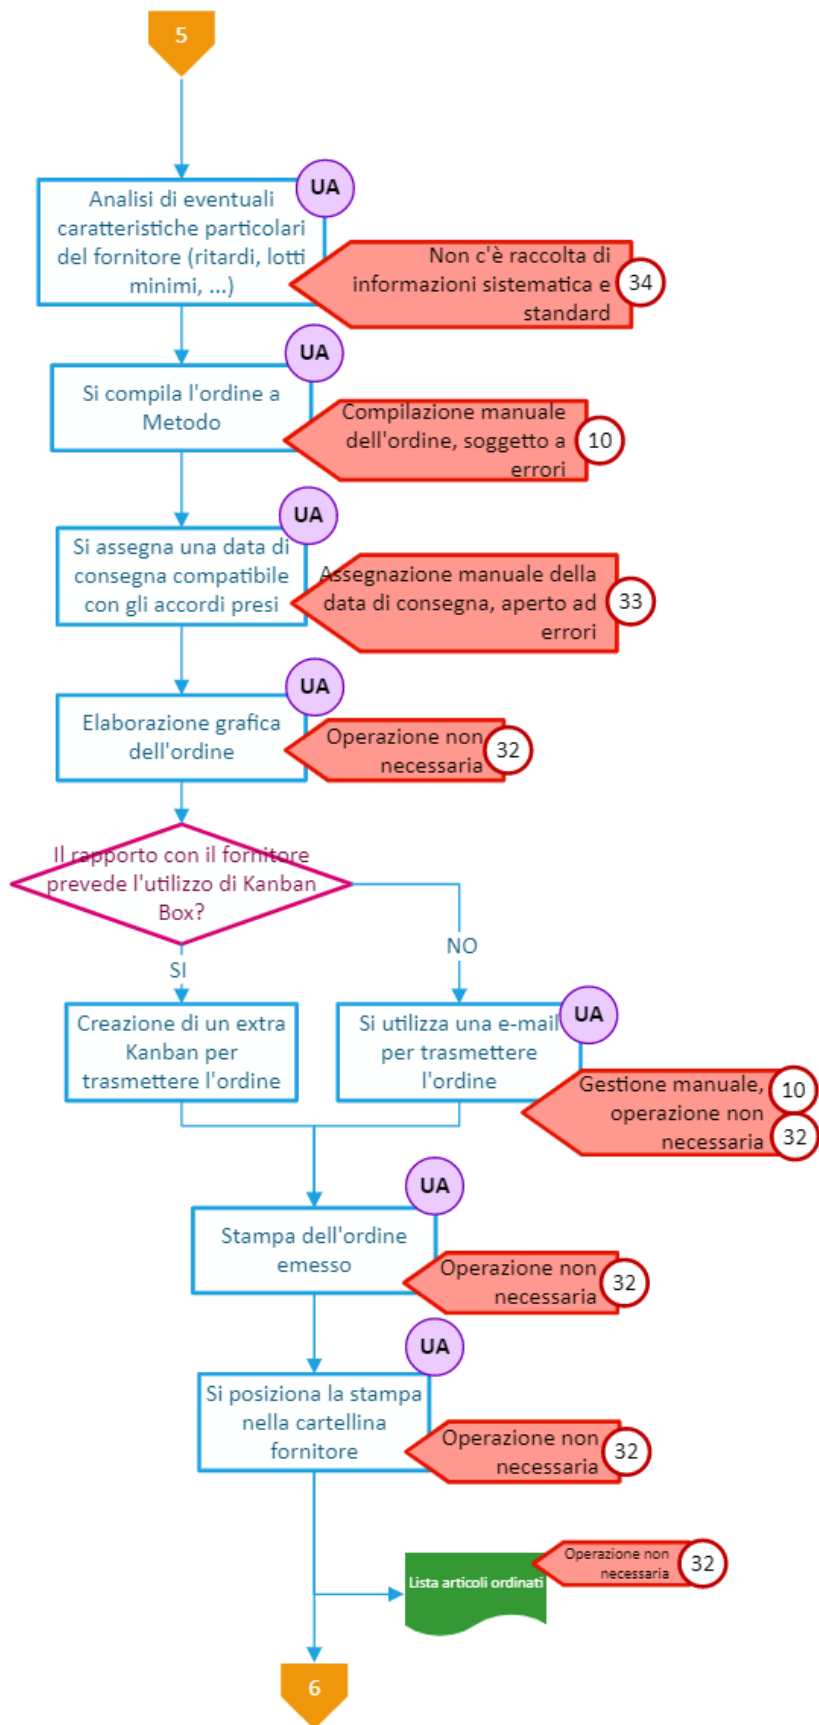 5
UA
Analisi di eventuali
caratteristiche particolari
del fornitore (ritardi, lotti
minimi, ...)
Non c'è raccolta di
informazioni sistematica e
standard
34
UA
Si compila l'ordine a
Metodo
Compilazione manuale
dell'ordine, soggetto a
errori
10
UA
Si assegna una data di
consegna compatibile
con gli accordi presi
Assegnazione manuale della
data di consegna, aperto ad
errori
33
UA
Elaborazione grafica
dell'ordine
Operazione non
necessaria
32
Il rapporto con il fornitore
prevede l'utilizzo di Kanban
Box?
NO
SI
Creazione di un extra
Kanban per
trasmettere l'ordine
UA
Si utilizza una e-mail
per trasmettere
l'ordine
Gestione manuale,
operazione non
necessaria
10
32
UA
Stampa dell'ordine
emesso
Operazione non
necessaria
32
UA
Si posiziona la stampa
nella cartellina
fornitore
Operazione non
necessaria
32
Lista articoli ordinati
Operazione non
necessaria
32
6